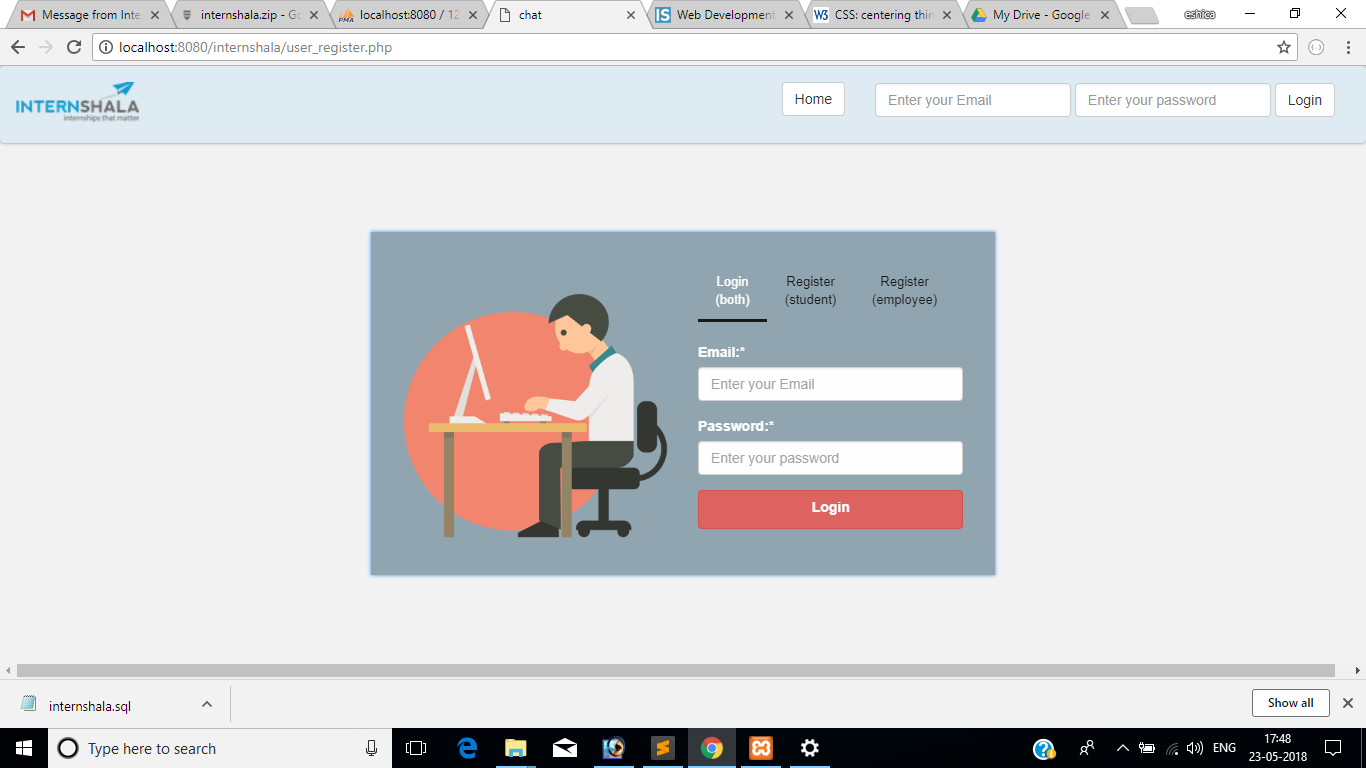 Message from Inte
internshala.zip - Go
localhost:8080 / 12
chat
Web Development
CSS: centering thin
My Drive - Google
eshica
localhost:8080/internshala/user_register.php
INTERNSHALA
internships that matter
Home
Enter your Email
Enter your password
Login
Login
(both)
Register
(student)
Register
(employee)
Email:*
Enter your Email
Password:*
Enter your password
Login
internshala.sql
Show all
Type here to search
ENG
17:48
23-05-2018